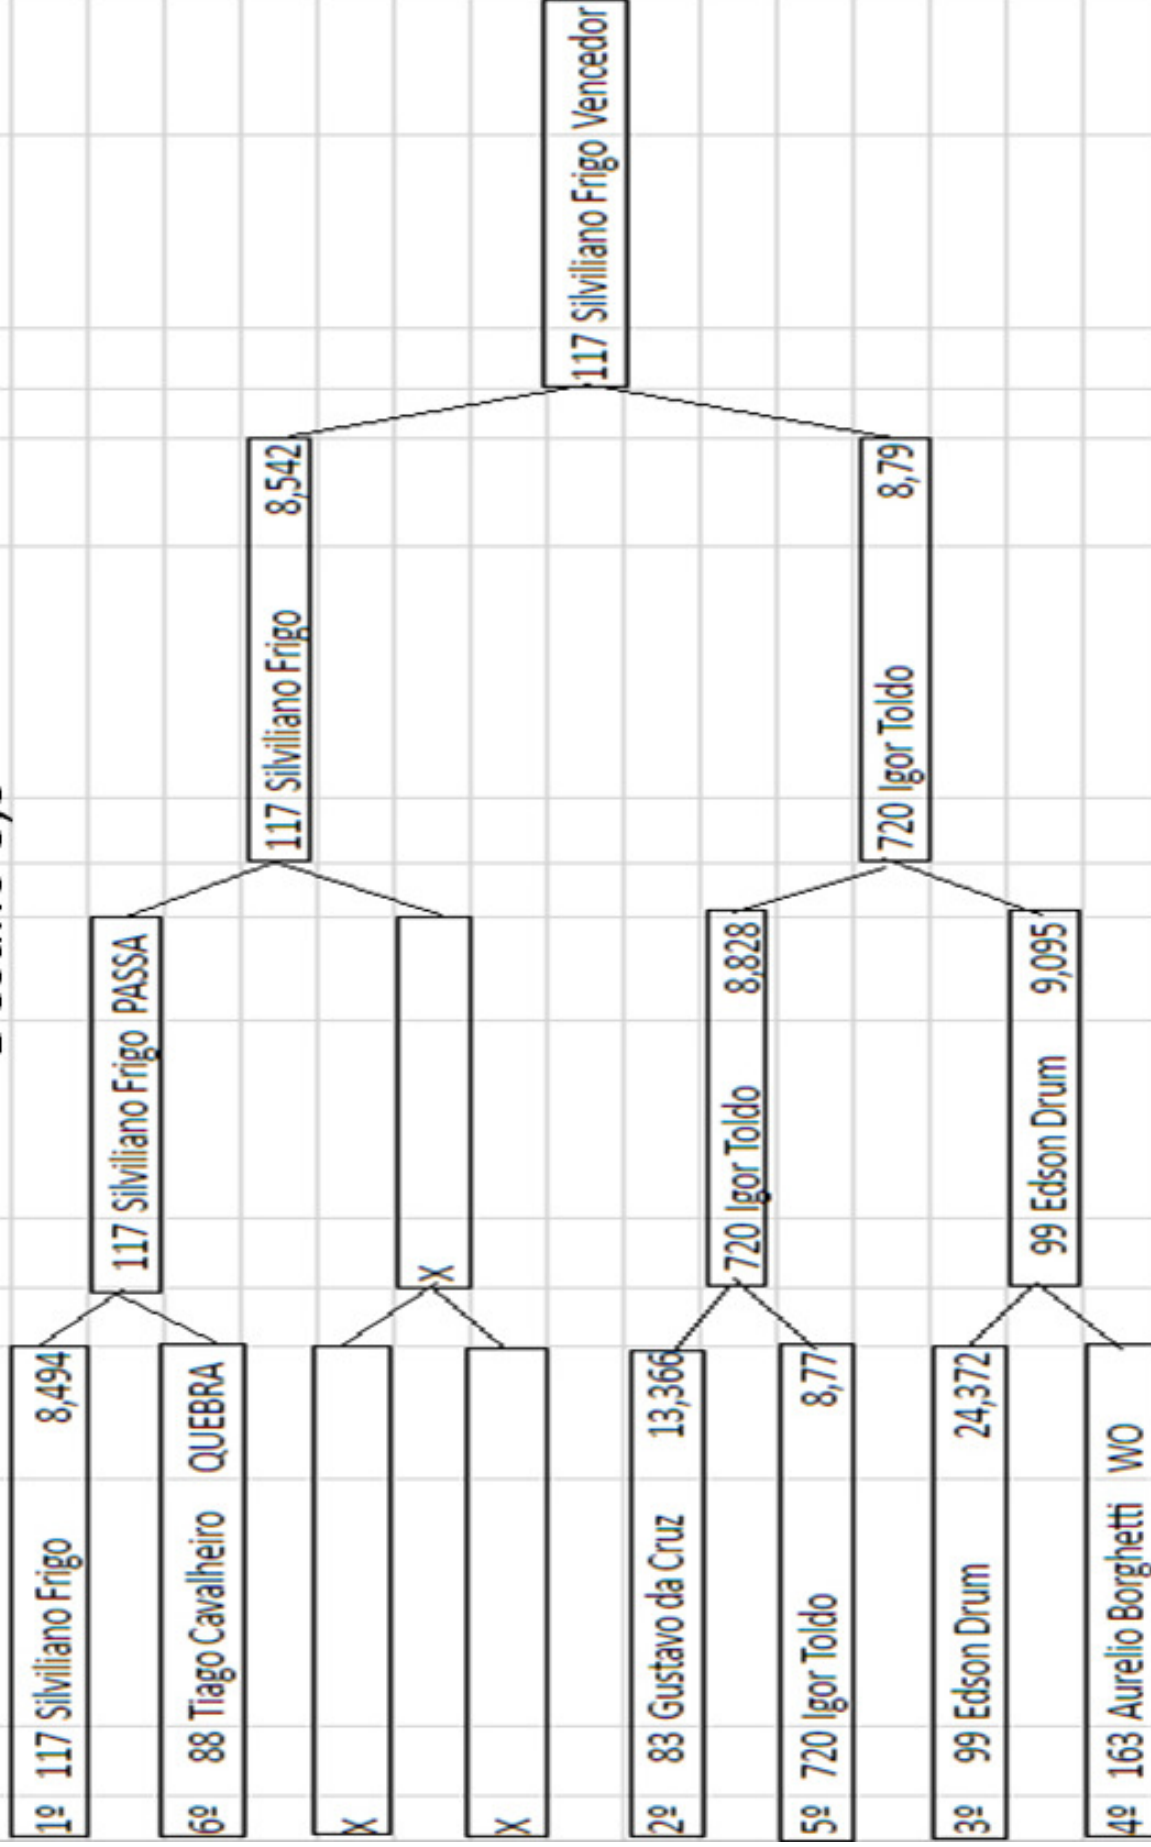 1º 117 Silviliano Frigo 8,494
6º 88 Tiago Cavalheiro QUEBRA
X
X
2º 83 Gustavo da Cruz 13,366
5º 720 Igor Toldo 8,77
3º 99 Edson Drum 24,372
4º 163 Aurelio Borghetti WO
117 Silviliano Frigo PASSA
X
720 Igor Toldo 8,828
99 Edson Drum 9,095
117 Silviliano Frigo 8,542
720 Igor Toldo 8,79
117 Silviliano Frigo Vencedor